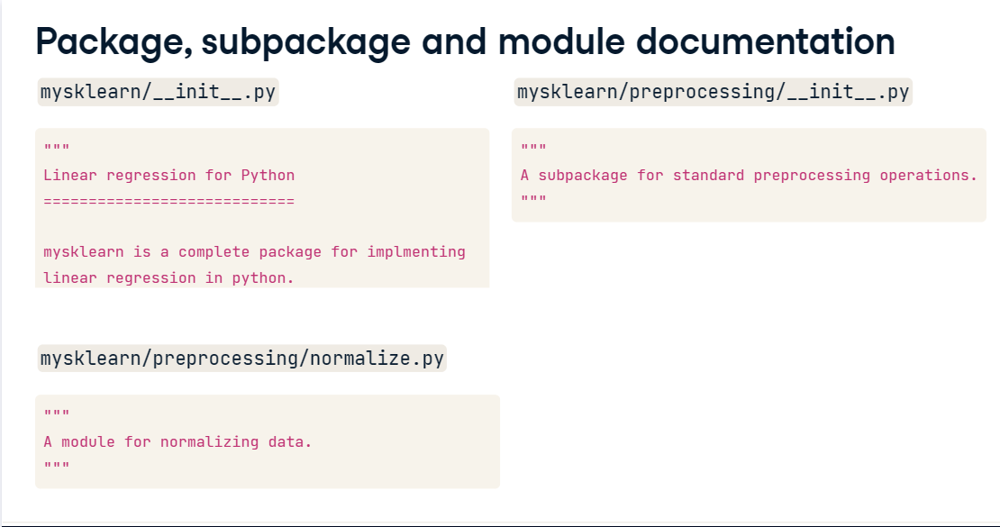 Package, subpackage and module documentation
mysklearn/__init__.py
"""
Linear regression for Python
============================
mysklearn is a complete package for implmenting
linear regression in python.
mysklearn/preprocessing/__init__.py
"""
A subpackage for standard preprocessing operations.
"""
mysklearn/preprocessing/normalize.py
"""
A module for normalizing data.
"""